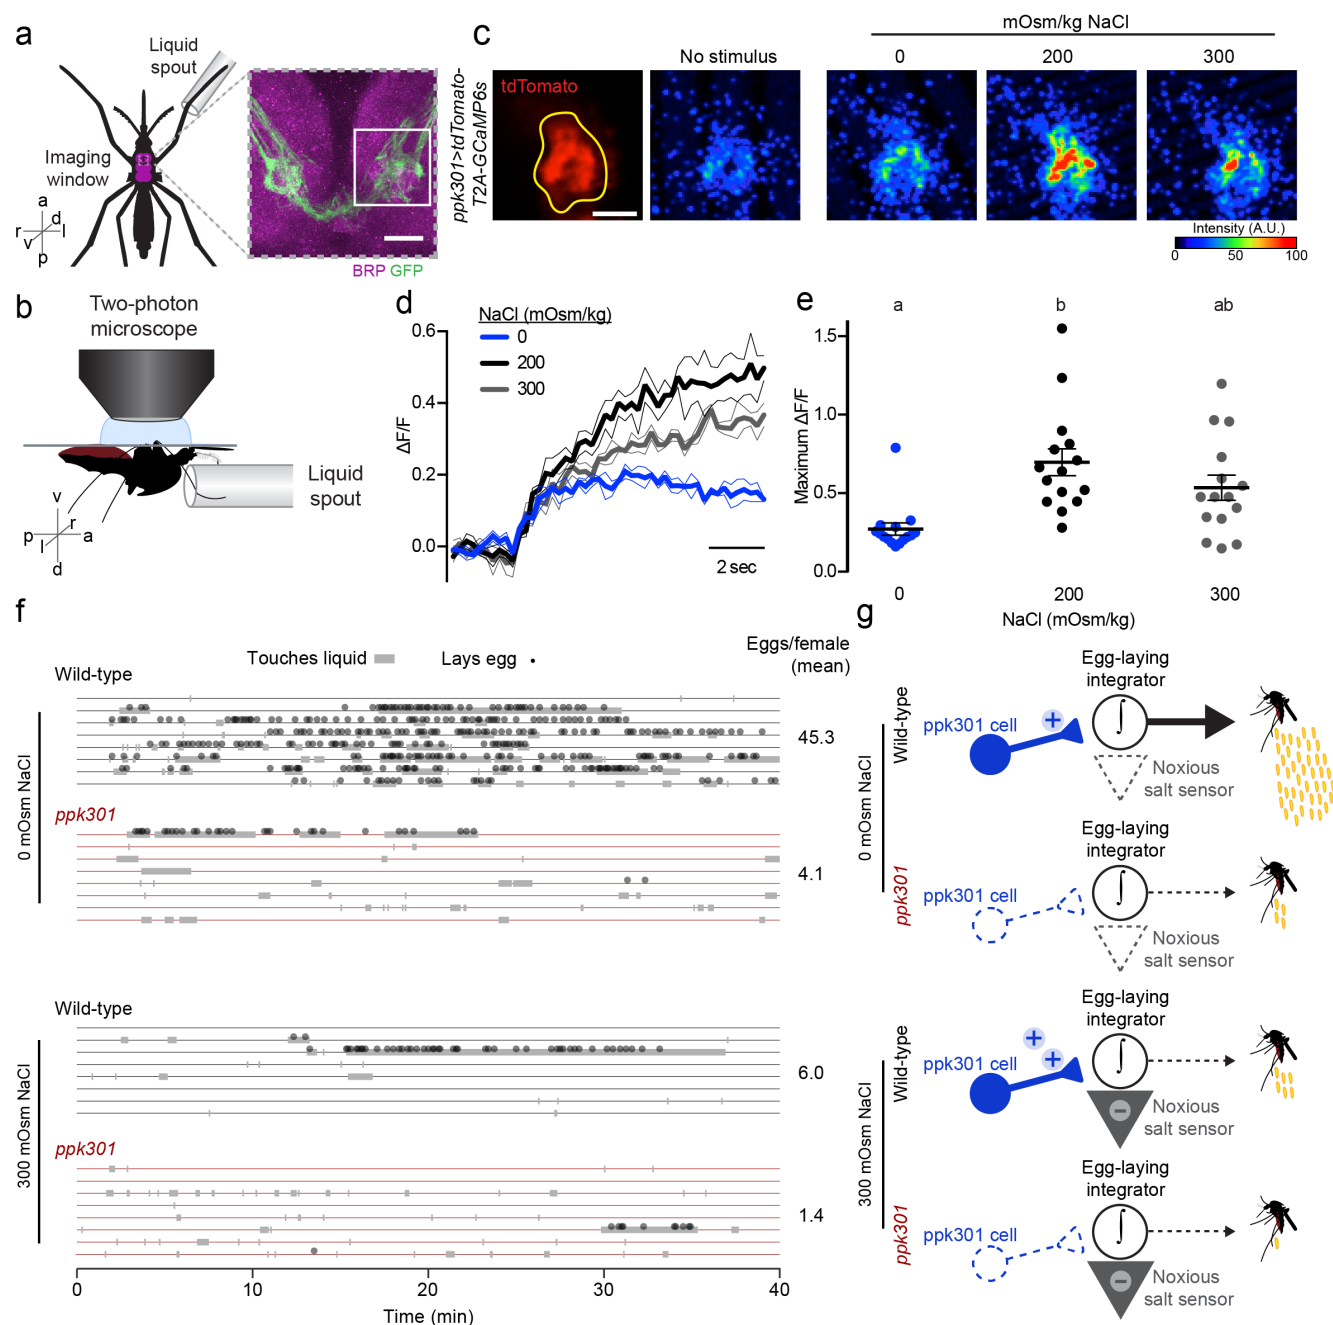 a
Liquid
spout
Imaging
window
a
d
r
l
v
p
BRP GFP
b
Two-photon
microscope
Liquid
spout
v
r
p
a
l
d
c
ppk301>tdTomato-
T2A-GCaMP6s
tdTomato
No stimulus
mOsm/kg NaCl
0
200
300
Intensity (A.U.)
0
50
100
d
NaCl (mOsm/kg)
0
200
300
ΔF/F
0.6
0.4
0.2
0.0
2 sec
e
a
b
ab
Maximum ΔF/F
1.5
1.0
0.5
0.0
0
200
300
NaCl (mOsm/kg)
f
Touches liquid
Lays egg
Eggs/female
(mean)
0 mOsm NaCl
Wild-type
45.3
ppk301
4.1
300 mOsm NaCl
Wild-type
6.0
ppk301
1.4
0
10
20
30
40
Time (min)
g
0 mOsm NaCl
Wild-type
Egg-laying
integrator
ppk301 cell
+
∫
Noxious
salt sensor
ppk301
Egg-laying
integrator
ppk301 cell
∫
Noxious
salt sensor
300 mOsm NaCl
Wild-type
Egg-laying
integrator
ppk301 cell
+
+
∫
−
Noxious
salt sensor
ppk301
Egg-laying
integrator
ppk301 cell
∫
−
Noxious
salt sensor